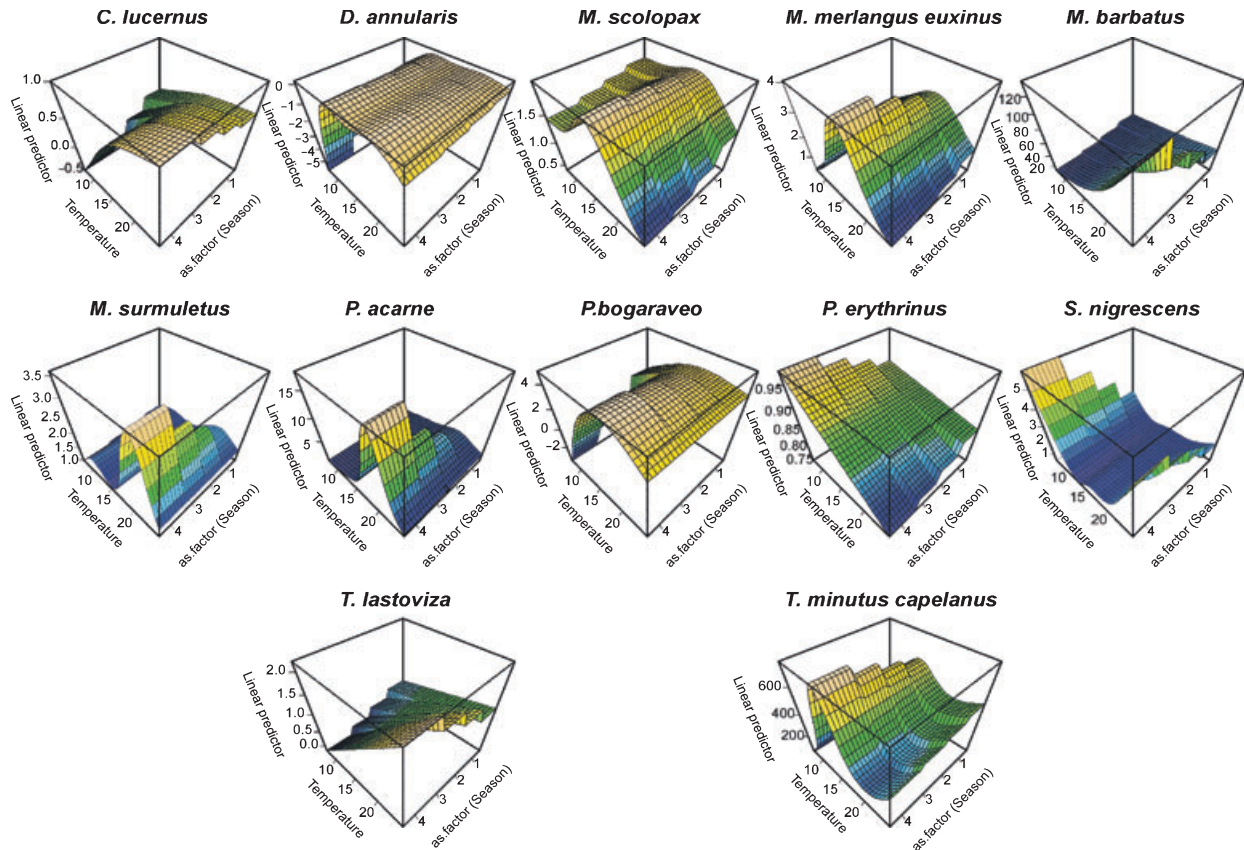 C. lucernus D. annularis M. scolopax M. merlangus euxinus M. barbatus
Linear predictor 1.0 0.5 0.0 -0.5 10 15 20 Temperature 4 3 2 1 as.factor (Season)
Linear predictor 0 -1 -2 -3 -4 -5 10 15 20 Temperature 4 3 2 1 as.factor (Season)
Linear predictor 1.5 1.0 0.5 10 15 20 Temperature 4 3 2 1 as.factor (Season)
Linear predictor 4 3 2 1 10 15 20 Temperature 4 3 2 1 as.factor (Season)
Linear predictor 120 100 80 60 40 20 10 15 20 Temperature 4 3 2 1 as.factor (Season)
M. surmuletus P. acarne P.bogaraveo P. erythrinus S. nigrescens
Linear predictor 3.5 3.0 2.5 2.0 1.5 1.0 10 15 20 Temperature 4 3 2 1 as.factor (Season)
Linear predictor 15 10 5 10 15 20 Temperature 4 3 2 1 as.factor (Season)
Linear predictor 4 2 0 -2 10 15 20 Temperature 4 3 2 1 as.factor (Season)
Linear predictor 0.95 0.90 0.85 0.80 0.75 10 15 20 Temperature 4 3 2 1 as.factor (Season)
Linear predictor 5 4 3 2 1 10 15 20 Temperature 4 3 2 1 as.factor (Season)
T. lastoviza T. minutus capelanus
Linear predictor 2.0 1.5 1.0 0.5 0.0 10 15 20 Temperature 4 3 2 1 as.factor (Season)
Linear predictor 600 400 200 10 15 20 Temperature 4 3 2 1 as.factor (Season)